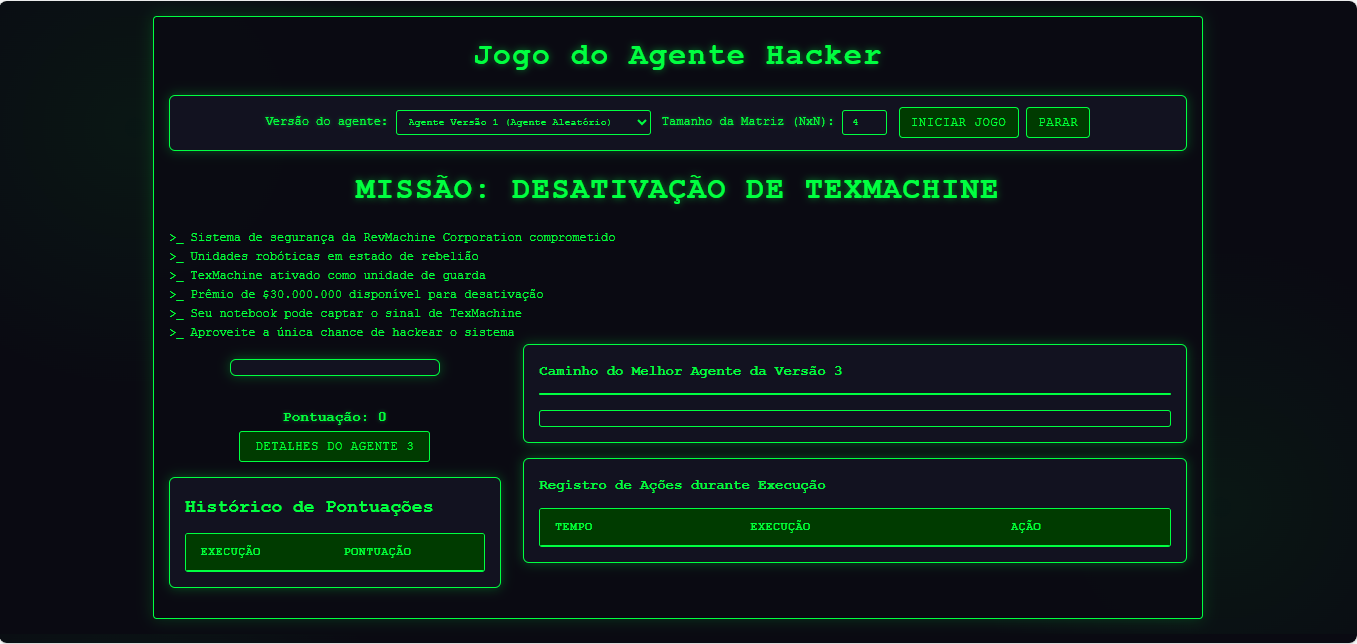 Jogo do Agente Hacker
Versão do agente: Agente Versão 1 (Agente Aleatório) Tamanho da Matriz (NxN): 4 INICIAR JOGO PARAR
MISSÃO: DESATIVAÇÃO DE TEXMACHINE
>_ Sistema de segurança da RevMachine Corporation comprometido
>_ Unidades robóticas em estado de rebelião
>_ TexMachine ativado como unidade de guarda
>_ Prêmio de $30.000.000 disponível para desativação
>_ Seu notebook pode captar o sinal de TexMachine
>_ Aproveite a única chance de hackear o sistema
Pontuação: 0
DETALHES DO AGENTE 3
Histórico de Pontuações
EXECUÇÃO PONTUAÇÃO
Caminho do Melhor Agente da Versão 3
Registro de Ações durante Execução
TEMPO EXECUÇÃO AÇÃO